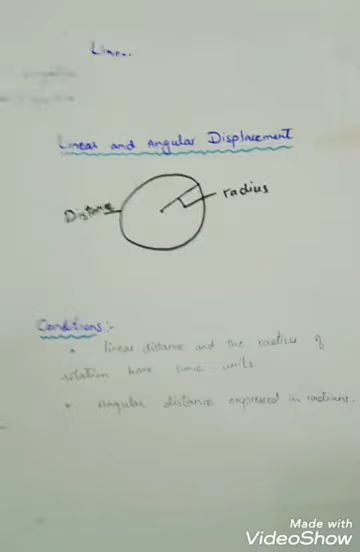 Linear and Angular Displacement
Distance
radius
Conditions:-
• linear distance and the radius of
rotation have same units
• Angular distance expressed in radians.
Made with
VideoShow